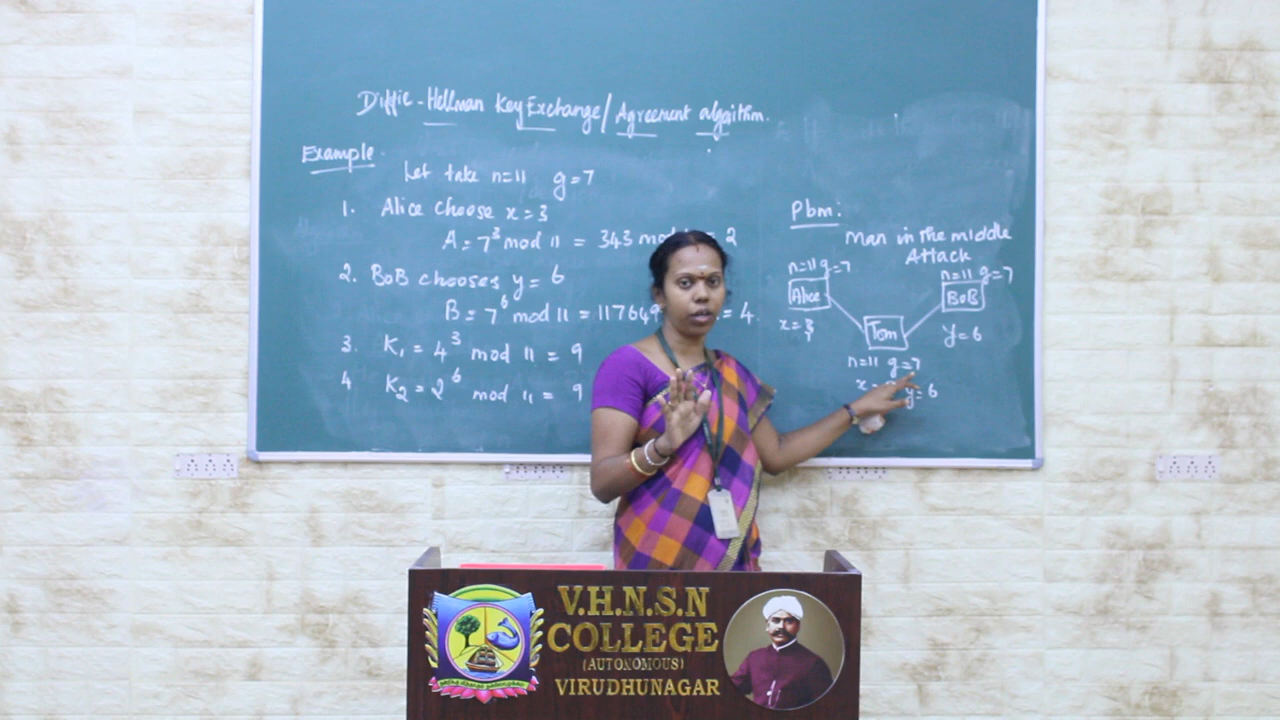 Diffie - Hellman Key Exchange/Agreement algorithm.
Example
Let take n=11 g=7
1. Alice choose x=3
A = 7³ mod 11 = 343 mod = 2
2. BoB chooses y = 6
B = 7⁶ mod 11 = 117649 = 4.
3. K₁ = 4³ mod 11 = 9
4 K₂ = 2⁶ mod 11 = 9
Pbm:
Man in the middle
Attack
n=11 g=7
n=11 g=7
Alice
BoB
x=3
Tom
y=6
n=11 g=7
x= y=6
V.H.N.S.N
COLLEGE
(AUTONOMOUS)
VIRUDHUNAGAR